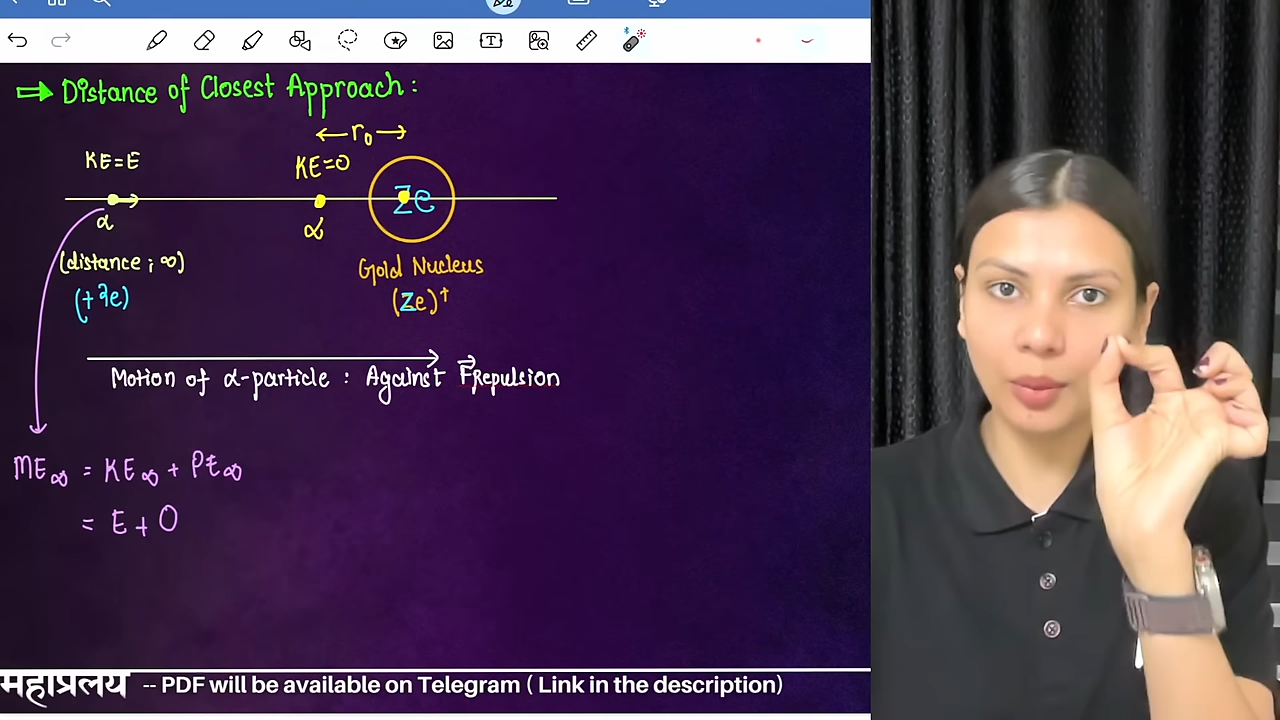 ⇒ Distance of Closest Approach :
← r₀ →
KE=E
KE=0
Ze
α
α
(distance ; ∞)
Gold Nucleus
(+2e)
(Ze)⁺
Motion of α-particle : Against F⃗Repulsion
ME∞ = KE∞ + PE∞
= E + 0
महाप्रलय -- PDF will be available on Telegram ( Link in the description)